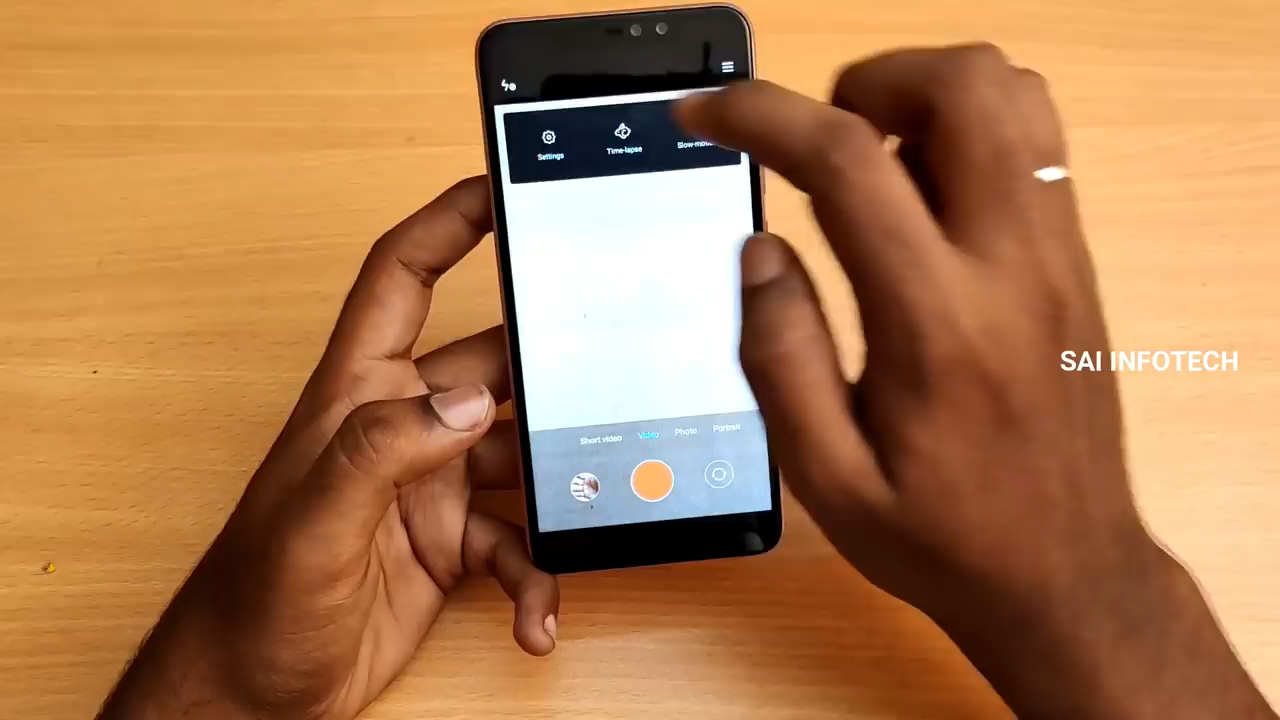 Settings
Time-lapse
SAI INFOTECH
Short video
Video
Photo
Portrait